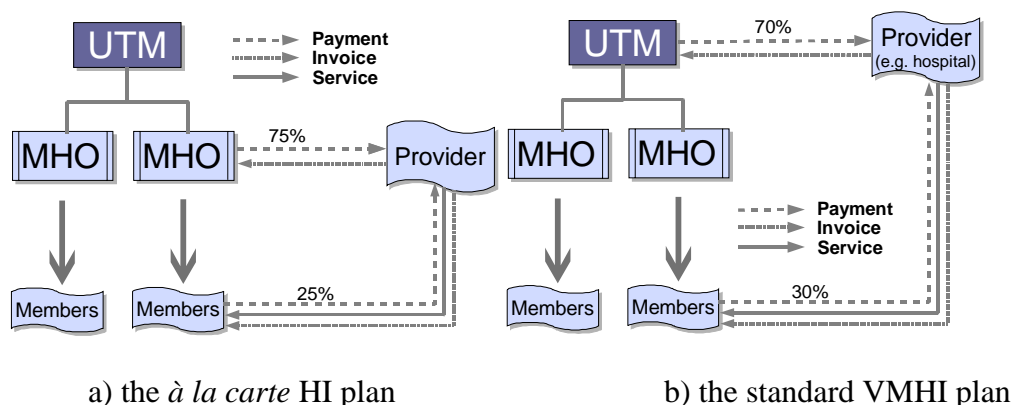 UTM
Payment
Invoice
Service
MHO
MHO
75%
Provider
Members
Members
25%
a) the à la carte HI plan
UTM
70%
Provider
(e.g. hospital)
MHO
MHO
Payment
Invoice
Service
Members
Members
30%
b) the standard VMHI plan